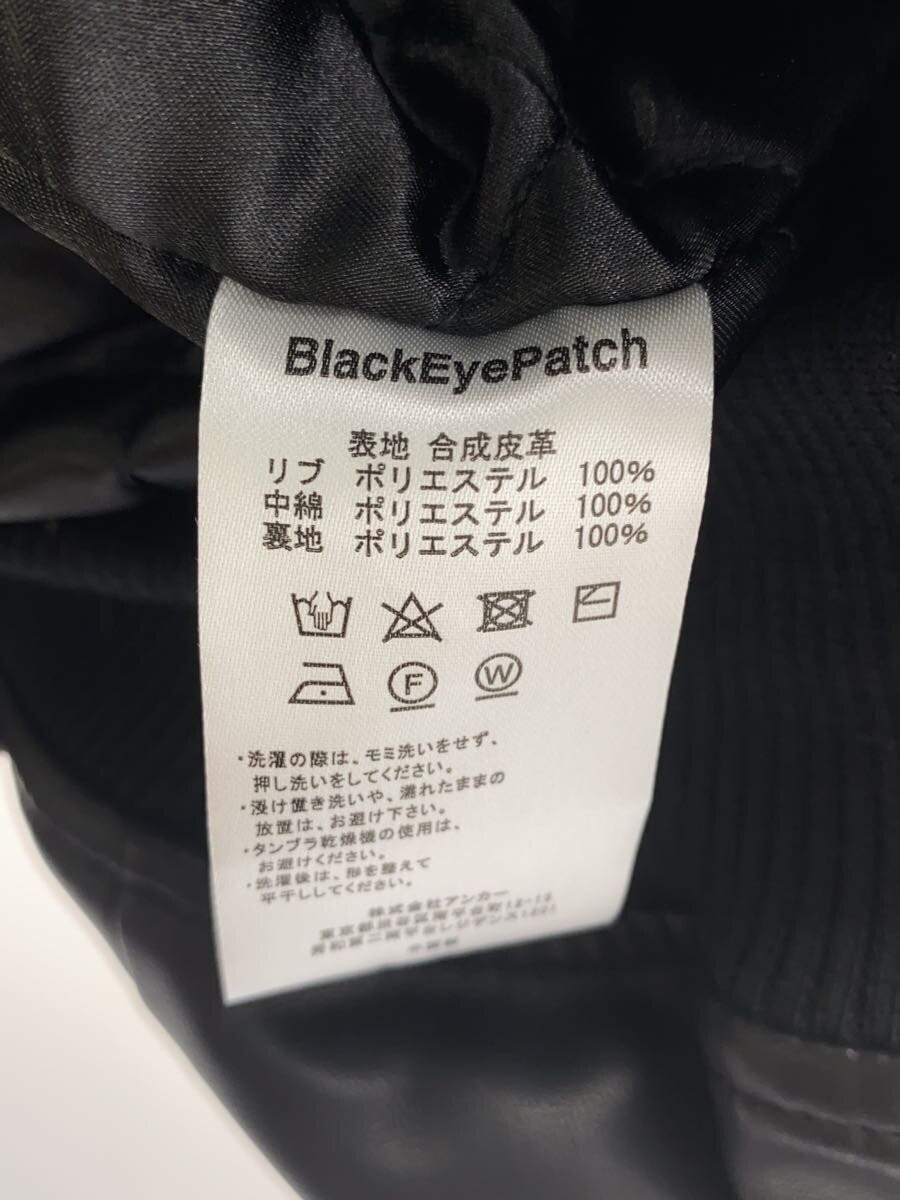 BlackEyePatch
表地 合成皮革
リブ ポリエステル 100%
中綿 ポリエステル 100%
裏地 ポリエステル 100%
F W
・洗濯の際は、モミ洗いをせず、
押し洗いをしてください。
・浸け置き洗いや、濡れたままの
放置は、お避け下さい。
・タンブラ乾燥機の使用は、
お避けください。
・洗濯後は、形を整えて
平干ししてください。
株式会社アンカー